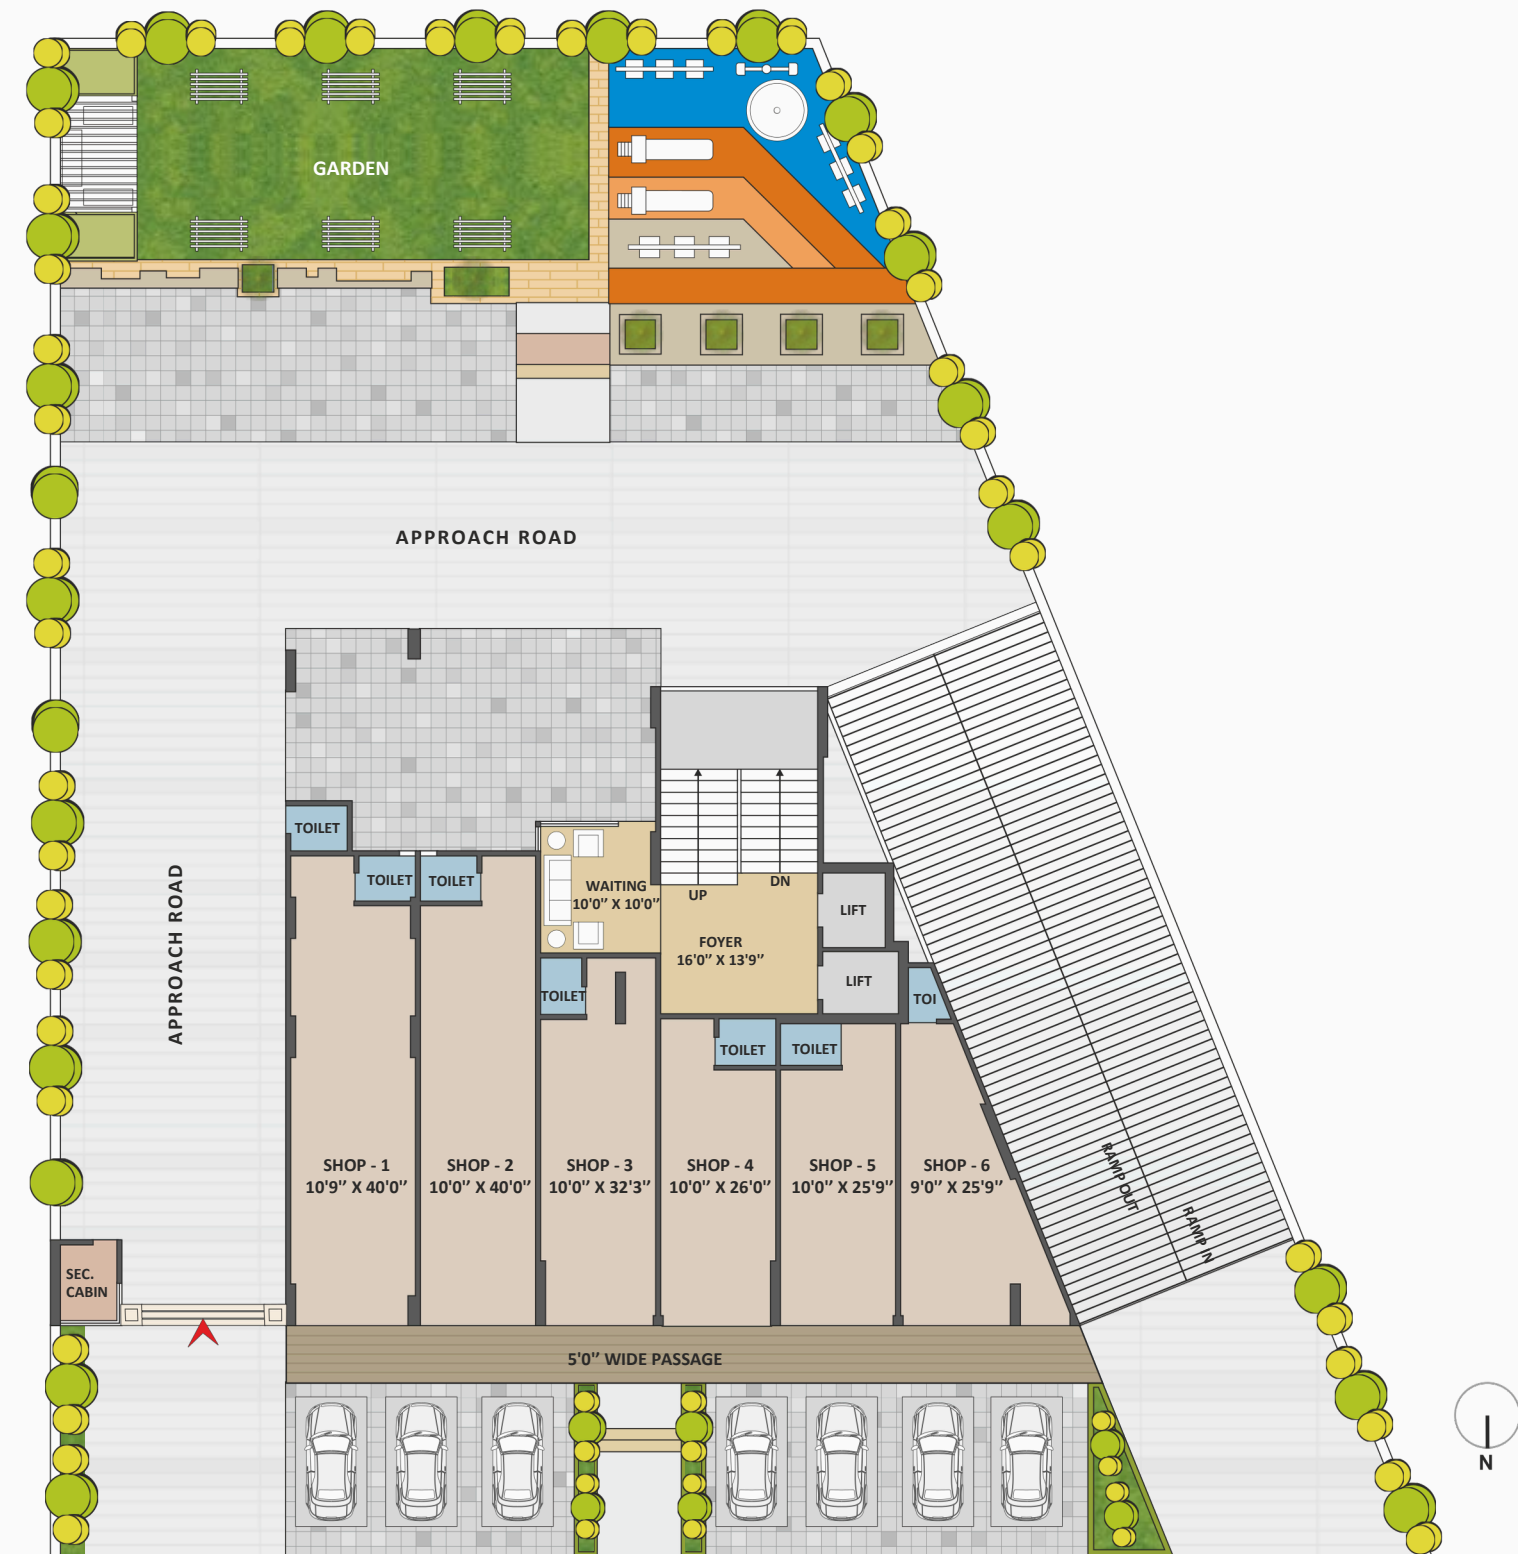 GARDEN
APPROACH ROAD
APPROACH ROAD
TOILET
TOILET
TOILET
WAITING
10'0'' X 10'0''
UP
DN
LIFT
FOYER
16'0'' X 13'9''
LIFT
TOILET
TOI
TOILET
TOILET
SHOP - 1
10'9'' X 40'0''
SHOP - 2
10'0'' X 40'0''
SHOP - 3
10'0'' X 32'3''
SHOP - 4
10'0'' X 26'0''
SHOP - 5
10'0'' X 25'9''
SHOP - 6
9'0'' X 25'9''
RAMP OUT
RAMP IN
SEC.
CABIN
5'0'' WIDE PASSAGE
N